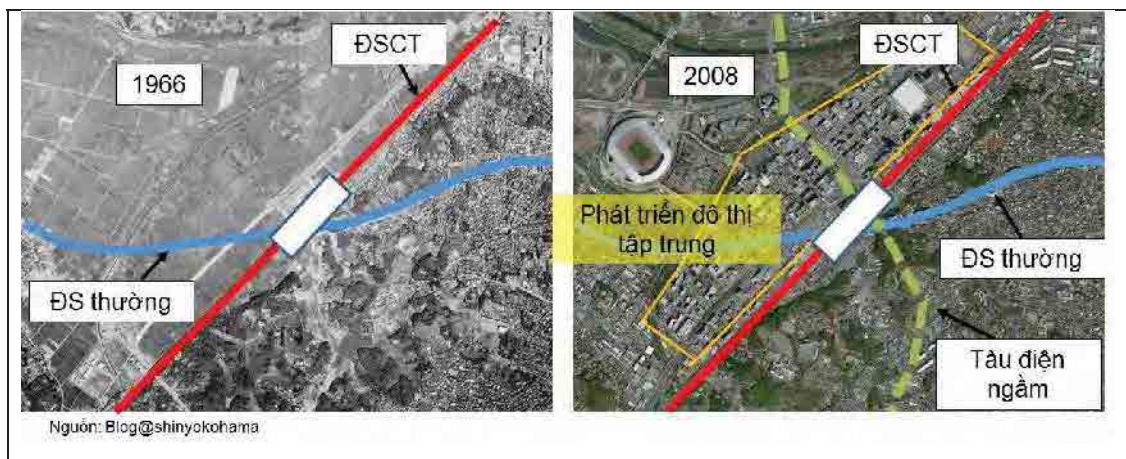 1966
ĐSCT
ĐS thường
2008
ĐSCT
Phát triển đô thị
tập trung
ĐS thường
Tàu điện
ngầm
Nguồn: Blog@shinyokohama